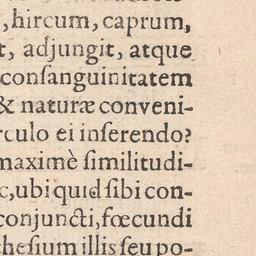 , hircum, caprum,
t, adjungit, atque
consanguinitatem
& naturæ conveni-
rculo ei inserendo?
maximè similitudi-
c, ubi quid sibi con-
conjuncti, fœcundi
chesium illis seu po-